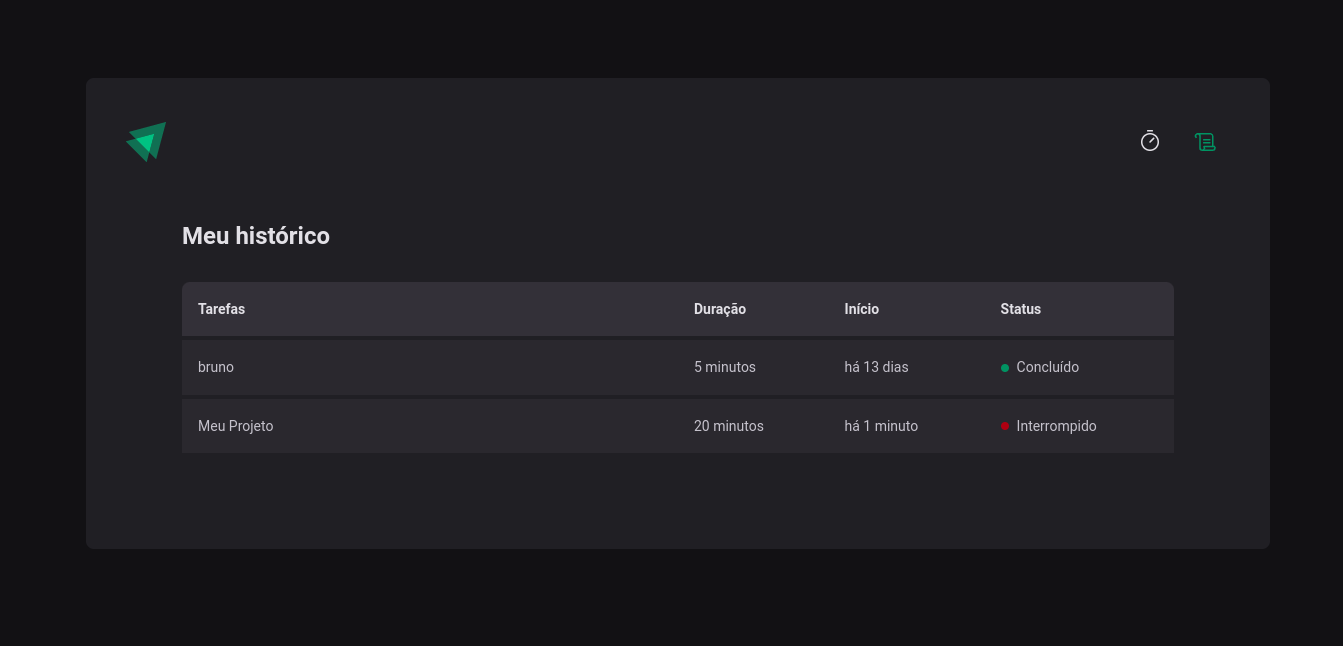 Meu histórico
Tarefas Duração Início Status
bruno 5 minutos há 13 dias Concluído
Meu Projeto 20 minutos há 1 minuto Interrompido